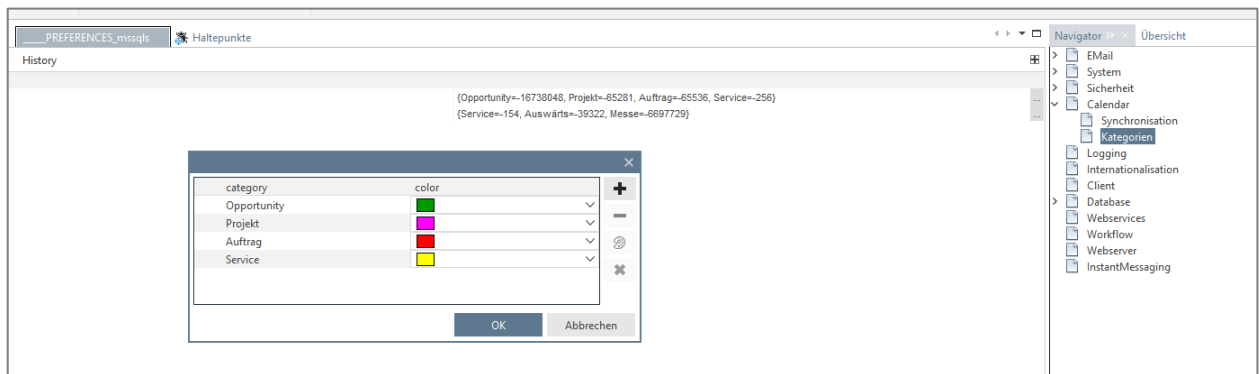 ____PREFERENCES_mssqls
Haltepunkte
Navigator
Übersicht
History
{Opportunity=-16738048, Projekt=-65281, Auftrag=-65536, Service=-256}
...
{Service=-154, Auswärts=-39322, Messe=-6697729}
...
category color
Opportunity
Projekt
Auftrag
Service
OK Abbrechen
EMail
System
Sicherheit
Calendar
Synchronisation
Kategorien
Logging
Internationalisation
Client
Database
Webservices
Workflow
Webserver
InstantMessaging